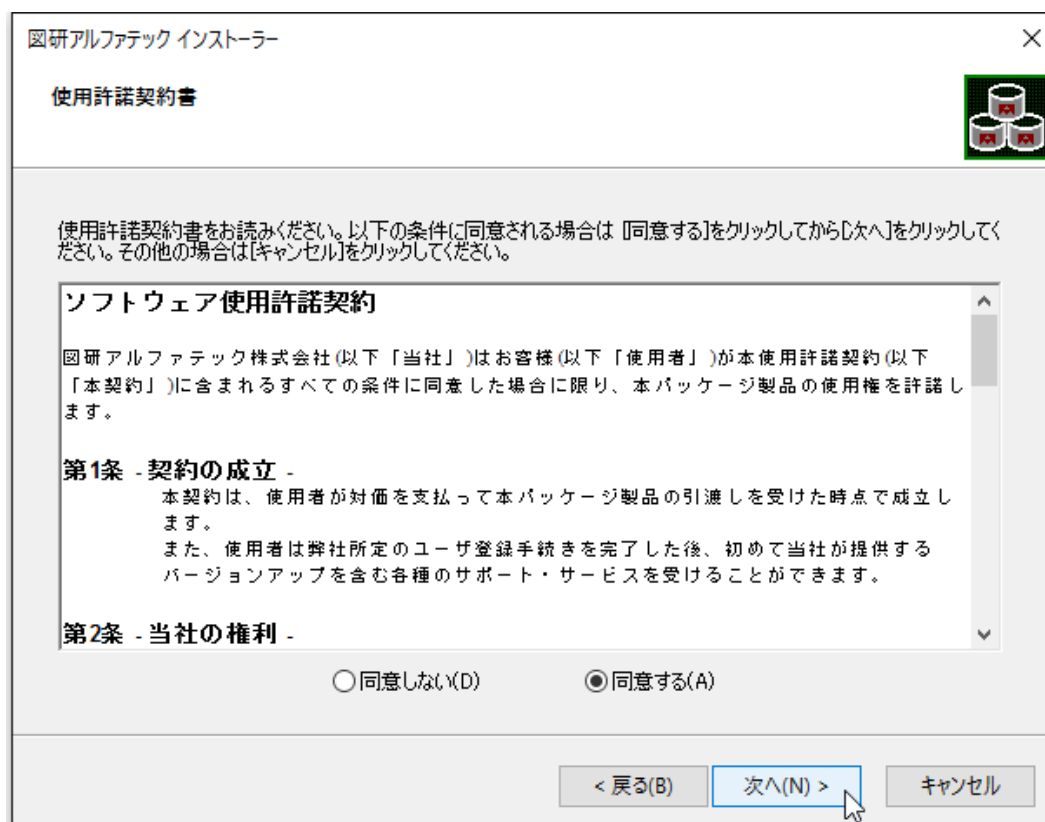 図研アルファテック インストーラー
使用許諾契約書
使用許諾契約書をお読みください。以下の条件に同意される場合は [同意する]をクリックしてから[次へ]をクリックしてく
ださい。その他の場合は[キャンセル]をクリックしてください。
ソフトウェア使用許諾契約
図研アルファテック株式会社(以下「当社」)はお客様(以下「使用者」)が本使用許諾契約(以下
「本契約」)に含まれるすべての条件に同意した場合に限り、本パッケージ製品の使用権を許諾し
ます。
第1条 - 契約の成立 -
本契約は、使用者が対価を支払って本パッケージ製品の引渡しを受けた時点で成立し
ます。
また、使用者は弊社所定のユーザ登録手続きを完了した後、初めて当社が提供する
バージョンアップを含む各種のサポート・サービスを受けることができます。
第2条 - 当社の権利 -
同意しない(D) 同意する(A)
< 戻る(B) 次へ(N) > キャンセル